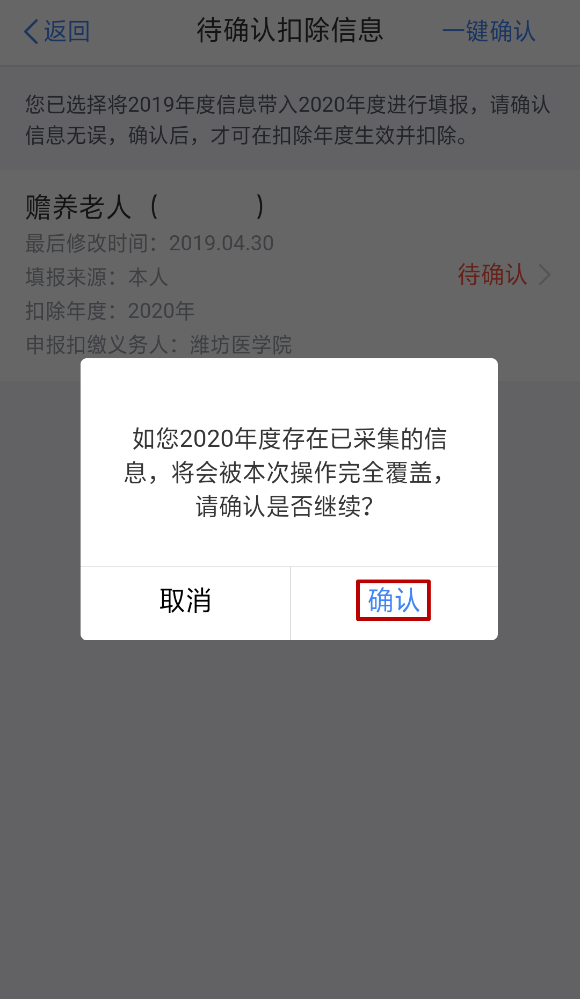 返回
待确认扣除信息
一键确认
您已选择将2019年度信息带入2020年度进行填报，请确认
信息无误，确认后，才可在扣除年度生效并扣除。
赡养老人（　　　）
最后修改时间：2019.04.30
填报来源：本人
待确认
扣除年度：2020年
申报扣缴义务人：潍坊医学院
如您2020年度存在已采集的信
息，将会被本次操作完全覆盖，
请确认是否继续？
取消
确认